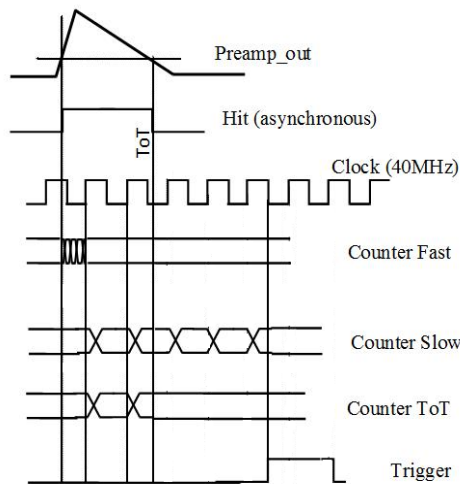 Preamp_out
Hit (asynchronous)
ToT
Clock (40MHz)
Counter Fast
Counter Slow
Counter ToT
Trigger